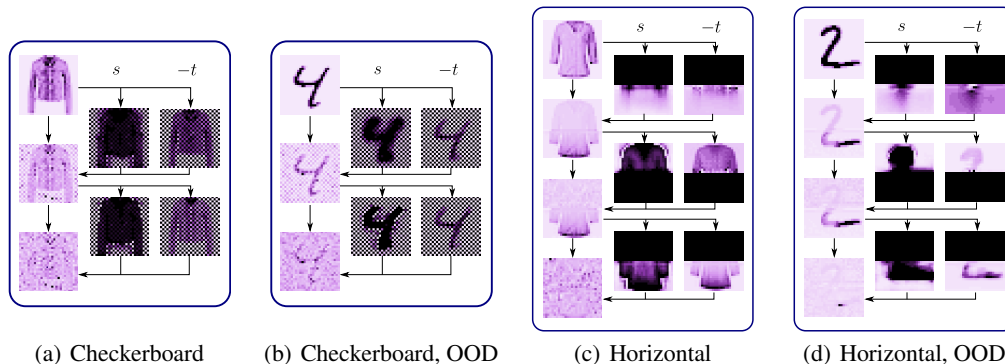 s −t
s −t
s −t
s −t
(a) Checkerboard
(b) Checkerboard, OOD
(c) Horizontal
(d) Horizontal, OOD